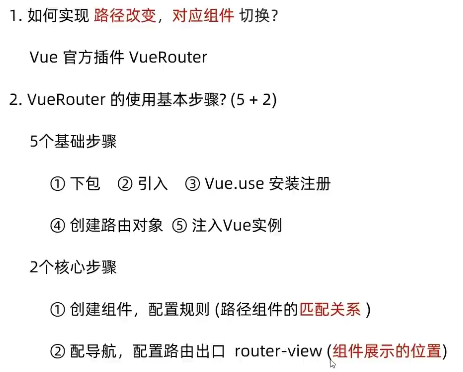 1. 如何实现 路径改变，对应组件 切换？
Vue 官方插件 VueRouter
2. VueRouter 的使用基本步骤? (5 + 2)
5个基础步骤
① 下包 ② 引入 ③ Vue.use 安装注册
④ 创建路由对象 ⑤ 注入Vue实例
2个核心步骤
① 创建组件，配置规则 (路径组件的匹配关系 )
② 配导航，配置路由出口 router-view (组件展示的位置)